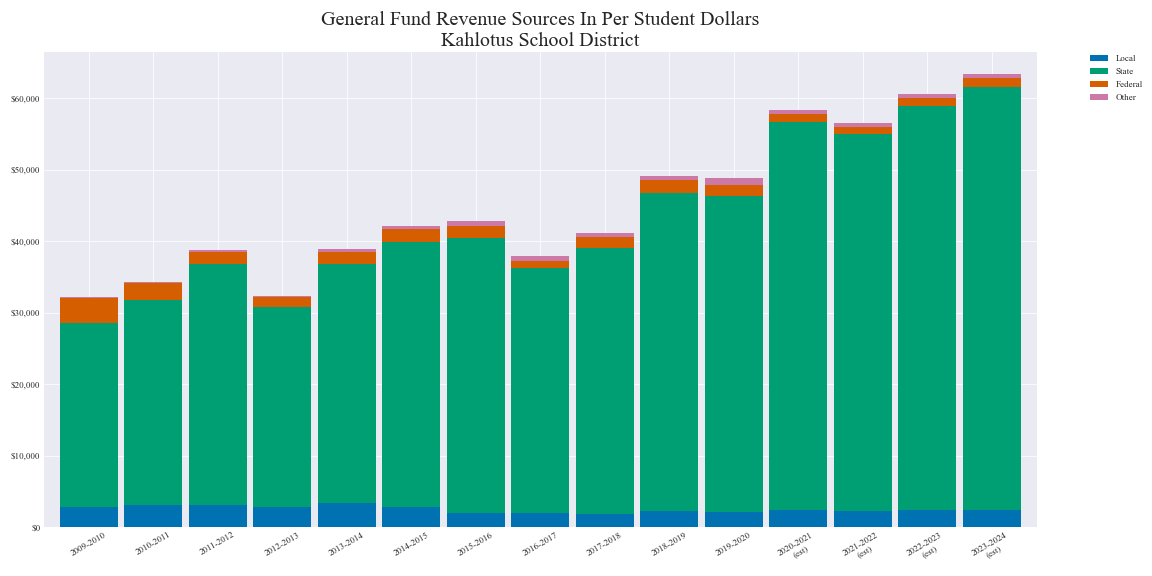 General Fund Revenue Sources In Per Student Dollars
Kahlotus School District
Local
State
Federal
Other
$60,000
$50,000
$40,000
$30,000
$20,000
$10,000
$0
2009-2010
2010-2011
2011-2012
2012-2013
2013-2014
2014-2015
2015-2016
2016-2017
2017-2018
2018-2019
2019-2020
2020-2021
(est)
2021-2022
(est)
2022-2023
(est)
2023-2024
(est)